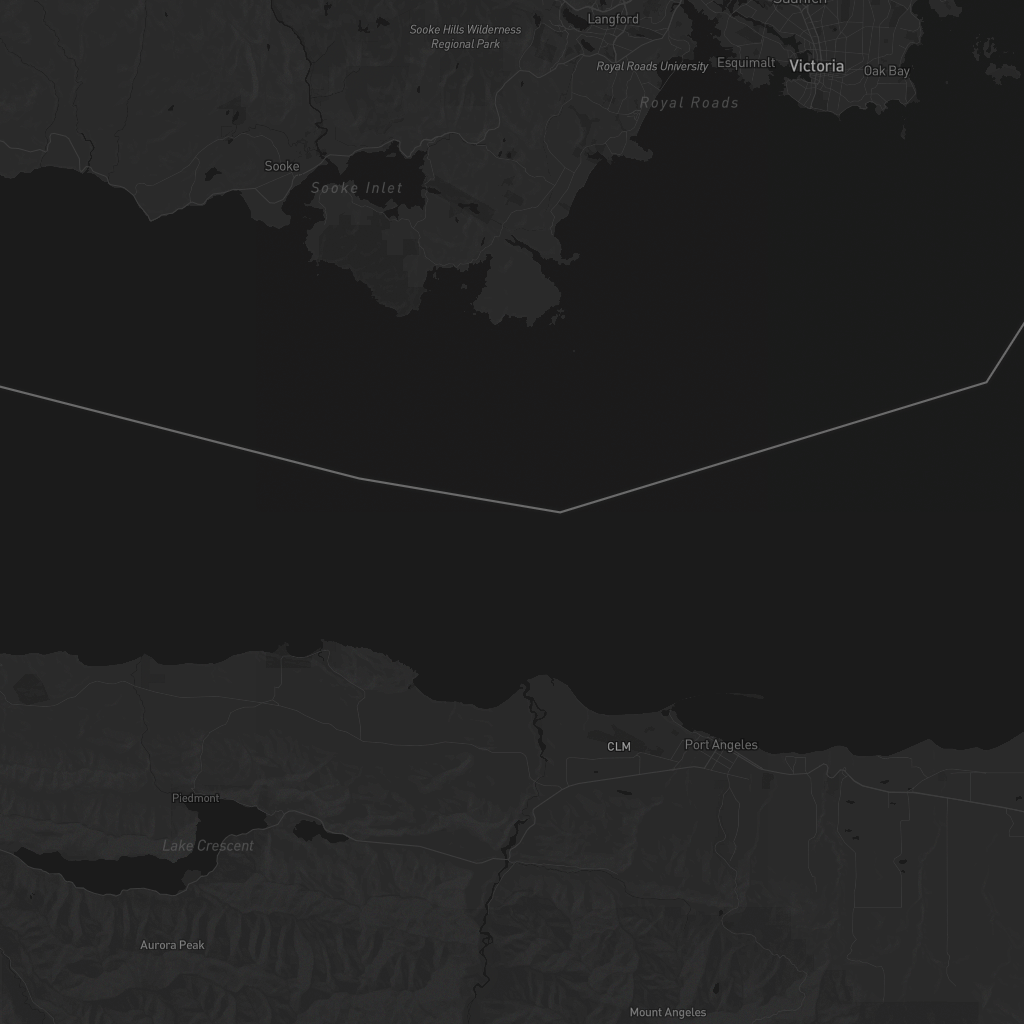 Saanich
Langford
Sooke Hills Wilderness
Regional Park
Royal Roads University
Esquimalt
Victoria
Oak Bay
Royal Roads
Sooke
Sooke Inlet
CLM
Port Angeles
Piedmont
Lake Crescent
Aurora Peak
Mount Angeles